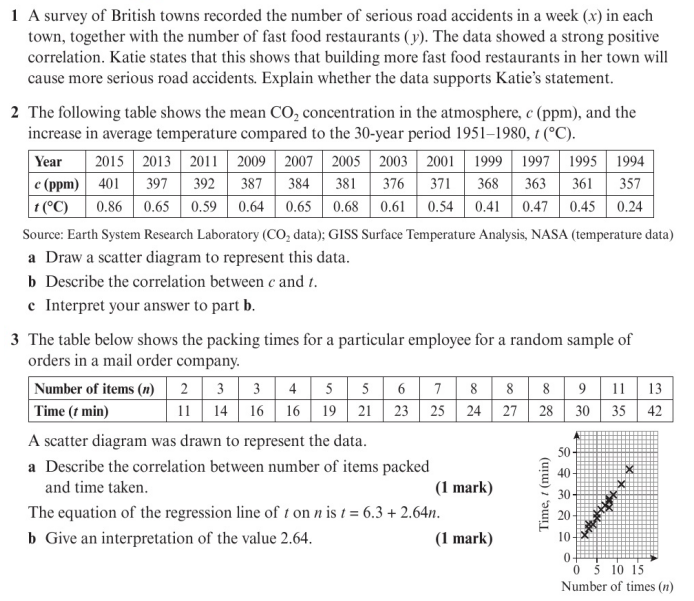 1 A survey of British towns recorded the number of serious road accidents in a week (x) in each
town, together with the number of fast food restaurants (y). The data showed a strong positive
correlation. Katie states that this shows that building more fast food restaurants in her town will
cause more serious road accidents. Explain whether the data supports Katie's statement.
2 The following table shows the mean CO₂ concentration in the atmosphere, c (ppm), and the
increase in average temperature compared to the 30-year period 1951–1980, t (°C).
Year 2015 2013 2011 2009 2007 2005 2003 2001 1999 1997 1995 1994
c (ppm) 401 397 392 387 384 381 376 371 368 363 361 357
t (°C) 0.86 0.65 0.59 0.64 0.65 0.68 0.61 0.54 0.41 0.47 0.45 0.24
Source: Earth System Research Laboratory (CO₂ data); GISS Surface Temperature Analysis, NASA (temperature data)
a Draw a scatter diagram to represent this data.
b Describe the correlation between c and t.
c Interpret your answer to part b.
3 The table below shows the packing times for a particular employee for a random sample of
orders in a mail order company.
Number of items (n) 2 3 3 4 5 5 6 7 8 8 8 9 11 13
Time (t min) 11 14 16 16 19 21 23 25 24 27 28 30 35 42
A scatter diagram was drawn to represent the data.
a Describe the correlation between number of items packed
and time taken. (1 mark)
The equation of the regression line of t on n is t = 6.3 + 2.64n.
b Give an interpretation of the value 2.64. (1 mark)
Time, t (min)
50
40
30
20
10
0
0 5 10 15
Number of times (n)